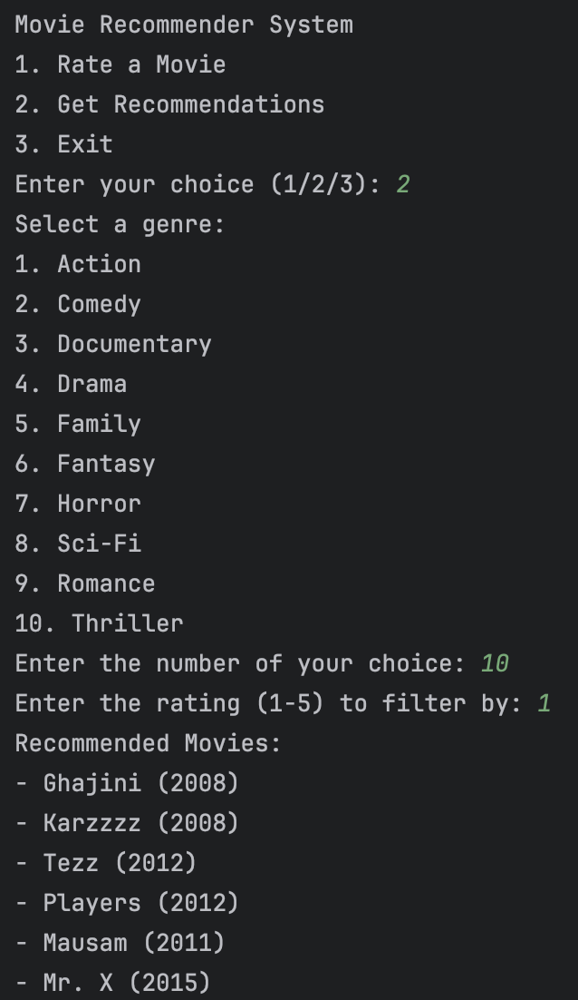 Movie Recommender System
1. Rate a Movie
2. Get Recommendations
3. Exit
Enter your choice (1/2/3): 2
Select a genre:
1. Action
2. Comedy
3. Documentary
4. Drama
5. Family
6. Fantasy
7. Horror
8. Sci-Fi
9. Romance
10. Thriller
Enter the number of your choice: 10
Enter the rating (1-5) to filter by: 1
Recommended Movies:
- Ghajini (2008)
- Karzzzz (2008)
- Tezz (2012)
- Players (2012)
- Mausam (2011)
- Mr. X (2015)